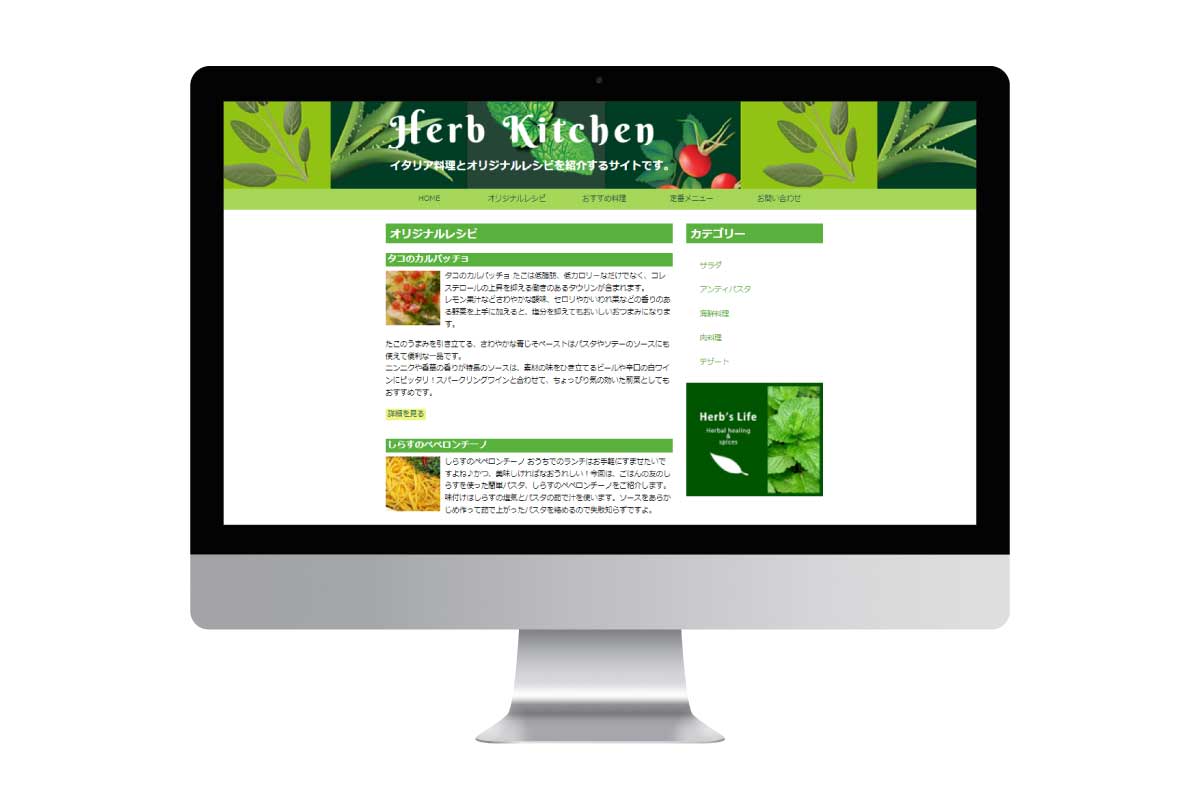 Herb Kitchen
イタリア料理とオリジナルレシピを紹介するサイトです。
HOME
オリジナルレシピ
おすすめ料理
定番メニュー
お問い合わせ
オリジナルレシピ
タコのカルパッチョ
タコのカルパッチョ たこは低脂肪、低カロリーなだけでなく、コレ
ステロールの上昇を抑える働きのあるタウリンが含まれます。
レモン果汁などさわやかな酸味、セロリやかいわれ菜などの香りのあ
る野菜を上手に加えると、塩分を抑えてもおいしいおつまみになりま
す。
たこのうまみを引き立てる、さわやかな青じそペーストはパスタやソテーのソースにも
使えて便利な一品です。
ニンニクや香草の香りが特長のソースは、素材の味をひき立てるビールや辛口の白ワイ
ンにピッタリ！スパークリングワインと合わせて、ちょっぴり気の効いた前菜としても
おすすめです。
詳細を見る
しらすのペペロンチーノ
しらすのペペロンチーノ おうちでのランチはお手軽にすませたいで
すよね♪かつ、美味しければなおうれしい！今回は、ごはんの友のし
らすを使った簡単パスタ、しらすのペペロンチーノをご紹介します。
味付けはしらすの塩気とパスタの茹で汁を使います。ソースをあらか
じめ作って茹で上がったパスタを絡めるので失敗知らずですよ。
カテゴリー
サラダ
アンティパスタ
海鮮料理
肉料理
デザート
Herb's Life
Herbal healing
&
spices